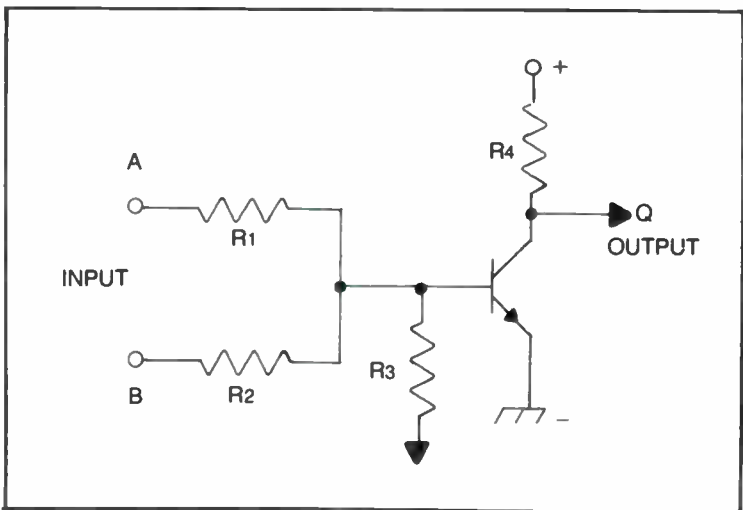 +
R4
A
Q
R1
OUTPUT
INPUT
R3
B
R2
-